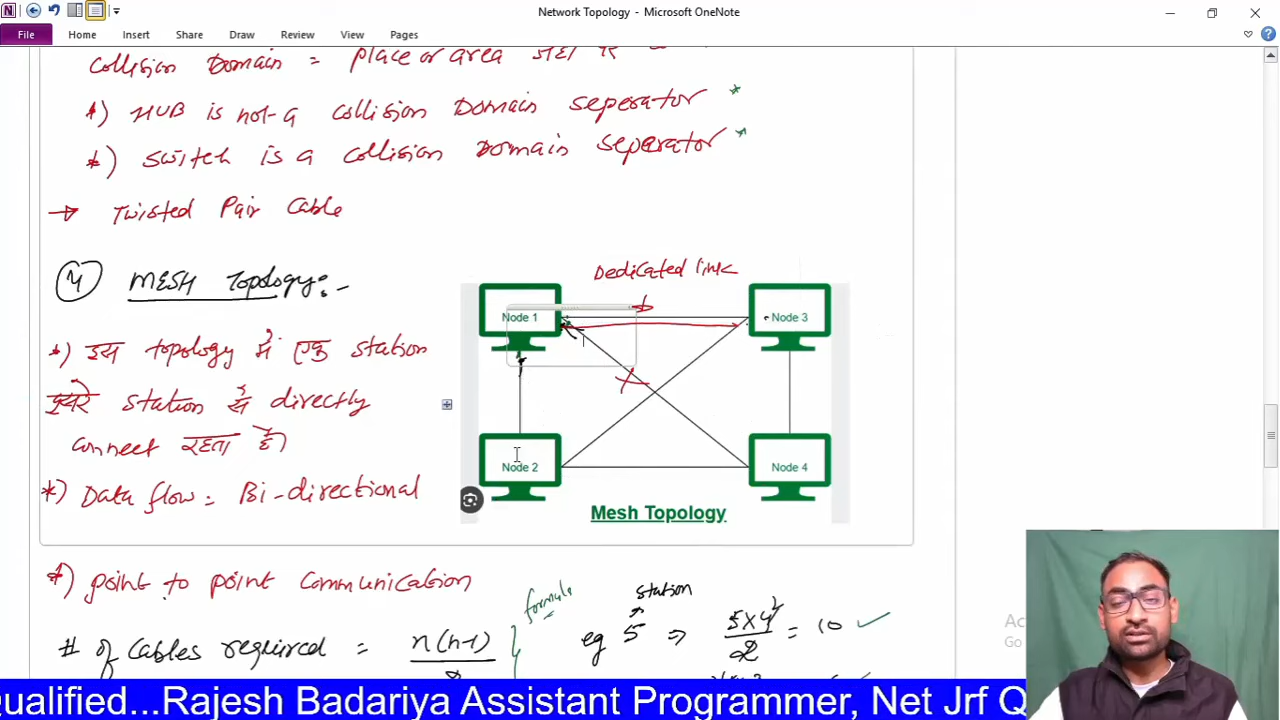 Network Topology - Microsoft OneNote
File Home Insert Share Draw Review View Pages
Collision Domain = place or area
*) HUB is not a collision Domain seperator *
*) Switch is a collision Domain seperator *
→ Twisted Pair Cable
4 MESH Topology:-
*) इस topology में एक station
दूसरे station से directly
connect रहता है।
*) Data flow = Bi-directional
Dedicated link
Node 1
Node 3
Node 2
Node 4
Mesh Topology
*) point to point communication
# of Cables required = n(n-1)
formula
station
eg 5 ⇒ 5x4 / 2 = 10 ✓
Go
qualified...Rajesh Badariya Assistant Programmer, Net Jrf Q